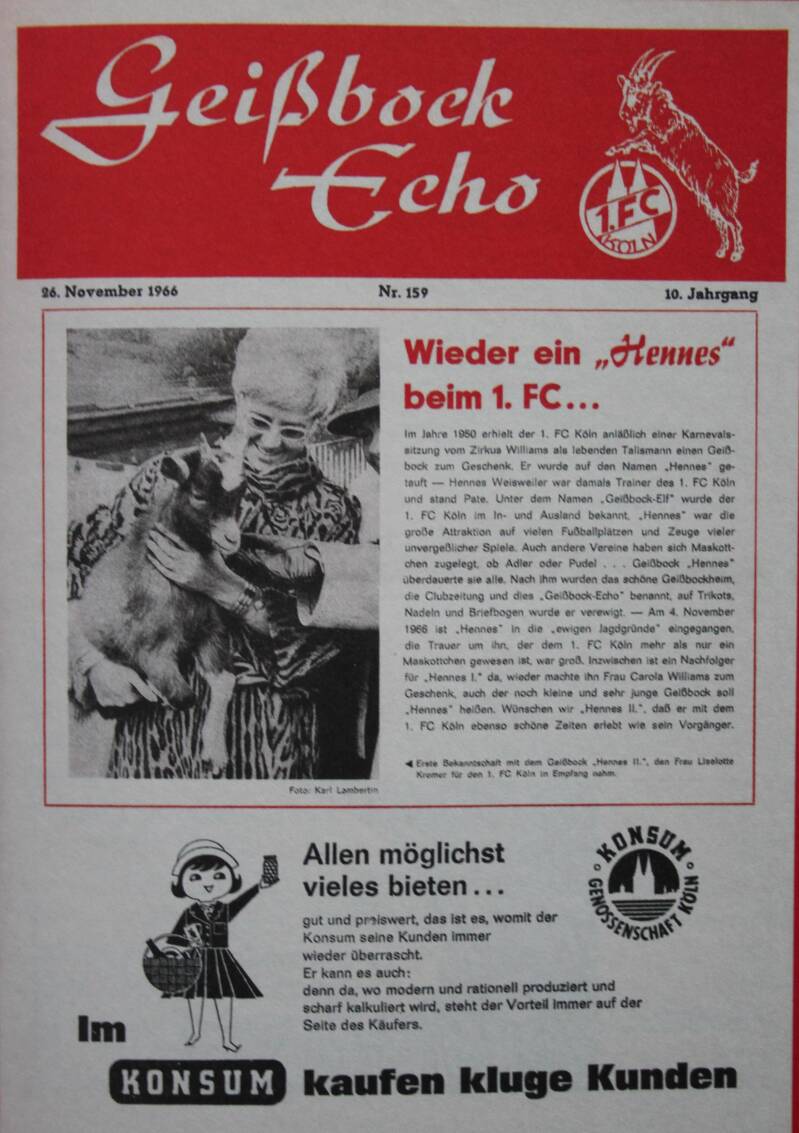 Geißbock
Echo
1. FC
KÖLN
26. November 1966 Nr. 159 10. Jahrgang
Wieder ein „Hennes“
beim 1. FC...
Im Jahre 1950 erhielt der 1. FC Köln anläßlich einer Karnevals-
sitzung vom Zirkus Williams als lebenden Talismann einen Geiß-
bock zum Geschenk. Er wurde auf den Namen „Hennes“ ge-
tauft — Hennes Weisweiler war damals Trainer des 1. FC Köln
und stand Pate. Unter dem Namen „Geißbock-Elf“ wurde der
1. FC Köln im In- und Ausland bekannt. „Hennes“ war die
große Attraktion auf vielen Fußballplätzen und Zeuge vieler
unvergeßlicher Spiele. Auch andere Vereine haben sich Maskott-
chen zugelegt, ob Adler oder Pudel . . . Geißbock „Hennes“
überdauerte sie alle. Nach ihm wurden das schöne Geißbockheim,
die Clubzeitung und dies „Geißbock-Echo“ benannt, auf Trikots,
Nadeln und Briefbogen wurde er verewigt. — Am 4. November
1966 ist „Hennes“ in die „ewigen Jagdgründe“ eingegangen,
die Trauer um ihn, der dem 1. FC Köln mehr als nur ein
Maskottchen gewesen ist, war groß. Inzwischen ist ein Nachfolger
für „Hennes I.“ da, wieder machte ihn Frau Carola Williams zum
Geschenk, auch der noch kleine und sehr junge Geißbock soll
„Hennes“ heißen. Wünschen wir „Hennes II.“, daß er mit dem
1. FC Köln ebenso schöne Zeiten erlebt wie sein Vorgänger.
◄ Erste Bekanntschaft mit dem Geißbock „Hennes II.“, den Frau Liselotte
Kremer für den 1. FC Köln in Empfang nahm.
Foto: Karl Lambertin
Allen möglichst
vieles bieten...
gut und preiswert, das ist es, womit der
Konsum seine Kunden immer
wieder überrascht.
Er kann es auch:
denn da, wo modern und rationell produziert und
scharf kalkuliert wird, steht der Vorteil immer auf der
Seite des Käufers.
KONSUM
GENOSSENSCHAFT KÖLN
Im
KONSUM kaufen kluge Kunden